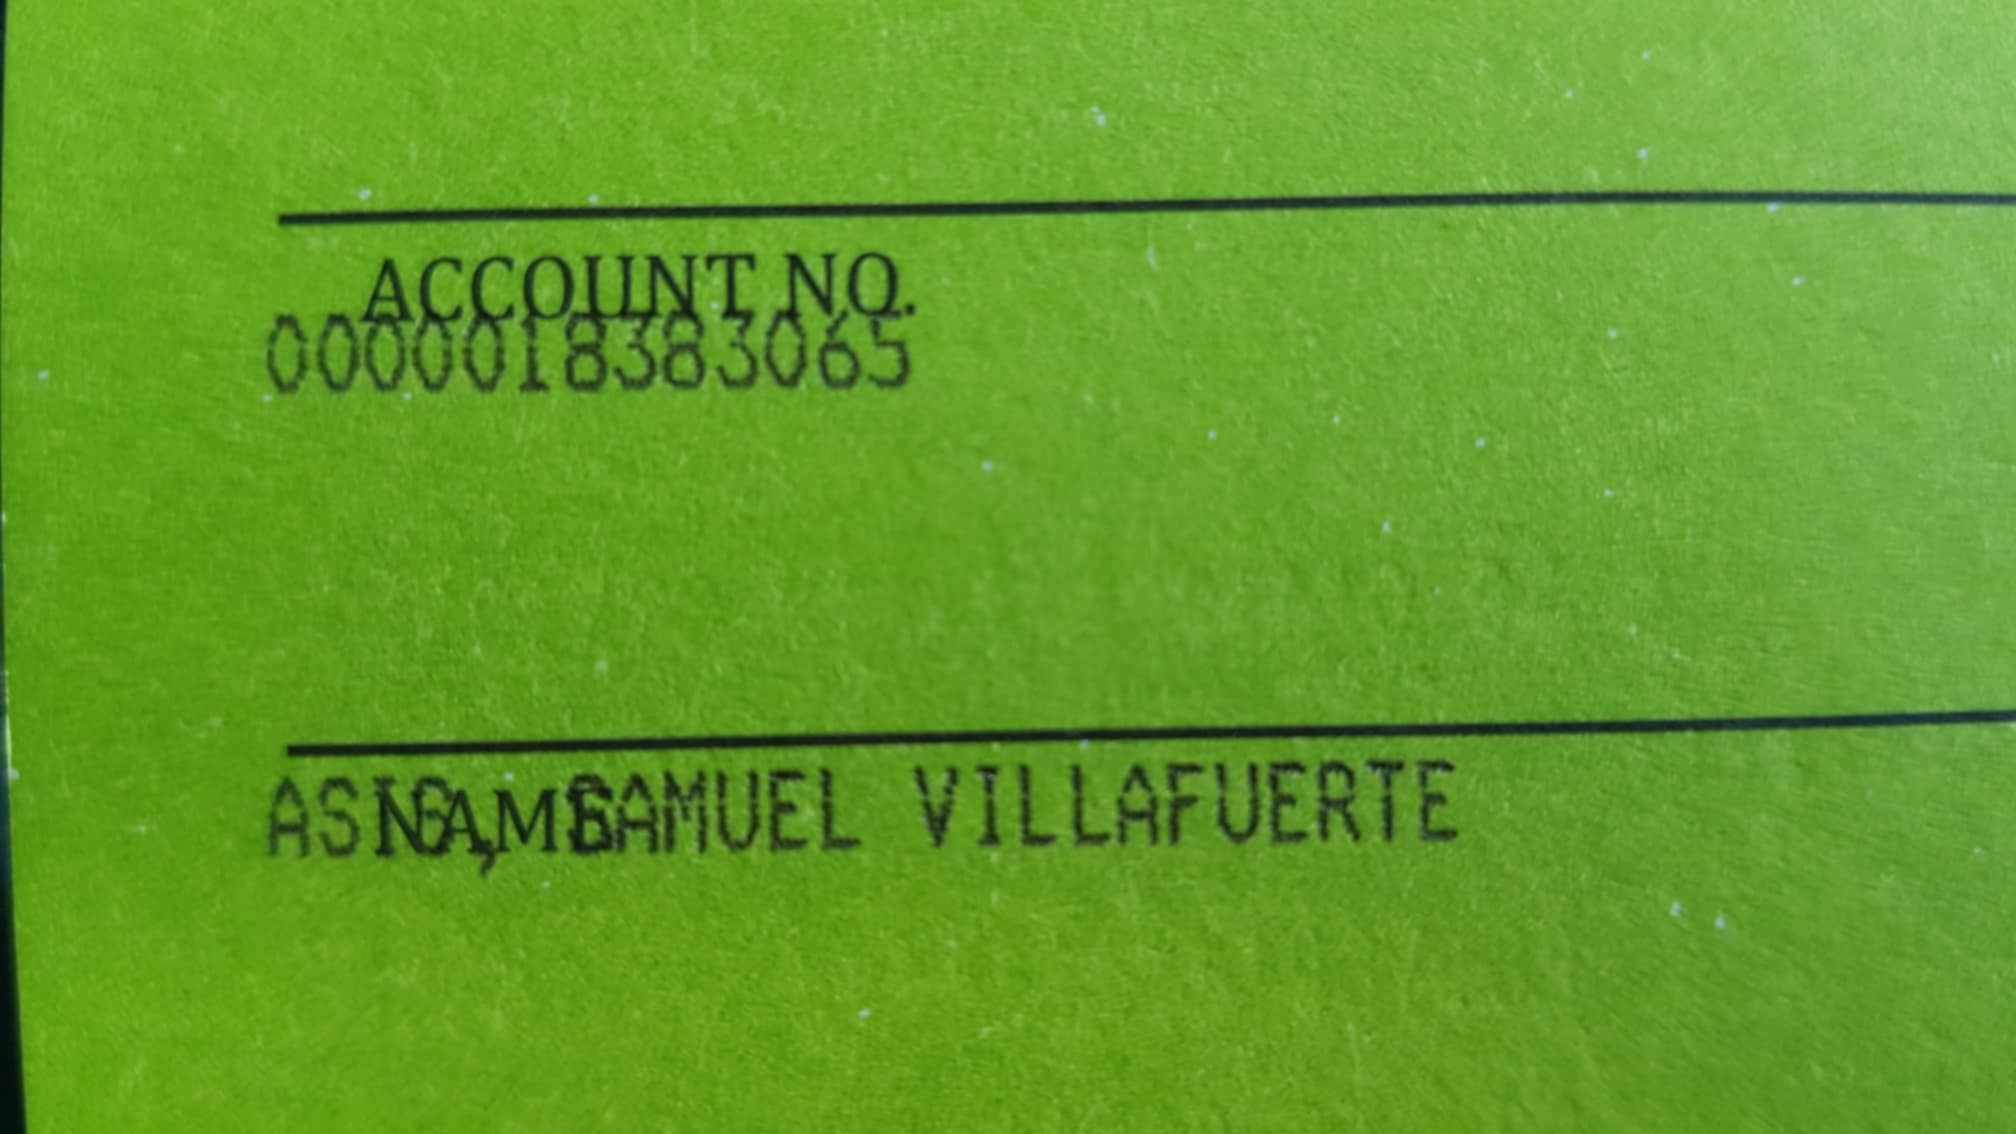 ACCOUNT NO.
0000018383065
NAME
ASIS, SAMUEL VILLAFUERTE